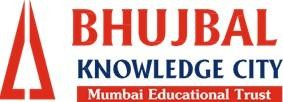 BHUJBAL
KNOWLEDGE CITY
Mumbai Educational Trust